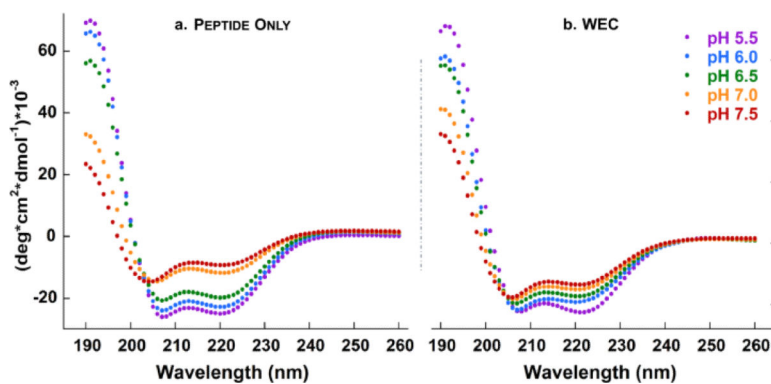 a. PEPTIDE ONLY
b. WEC
(deg*cm²*dmol⁻¹)*10⁻³
60
40
20
0
-20
pH 5.5
pH 6.0
pH 6.5
pH 7.0
pH 7.5
190 200 210 220 230 240 250 260
190 200 210 220 230 240 250 260
Wavelength (nm)
Wavelength (nm)